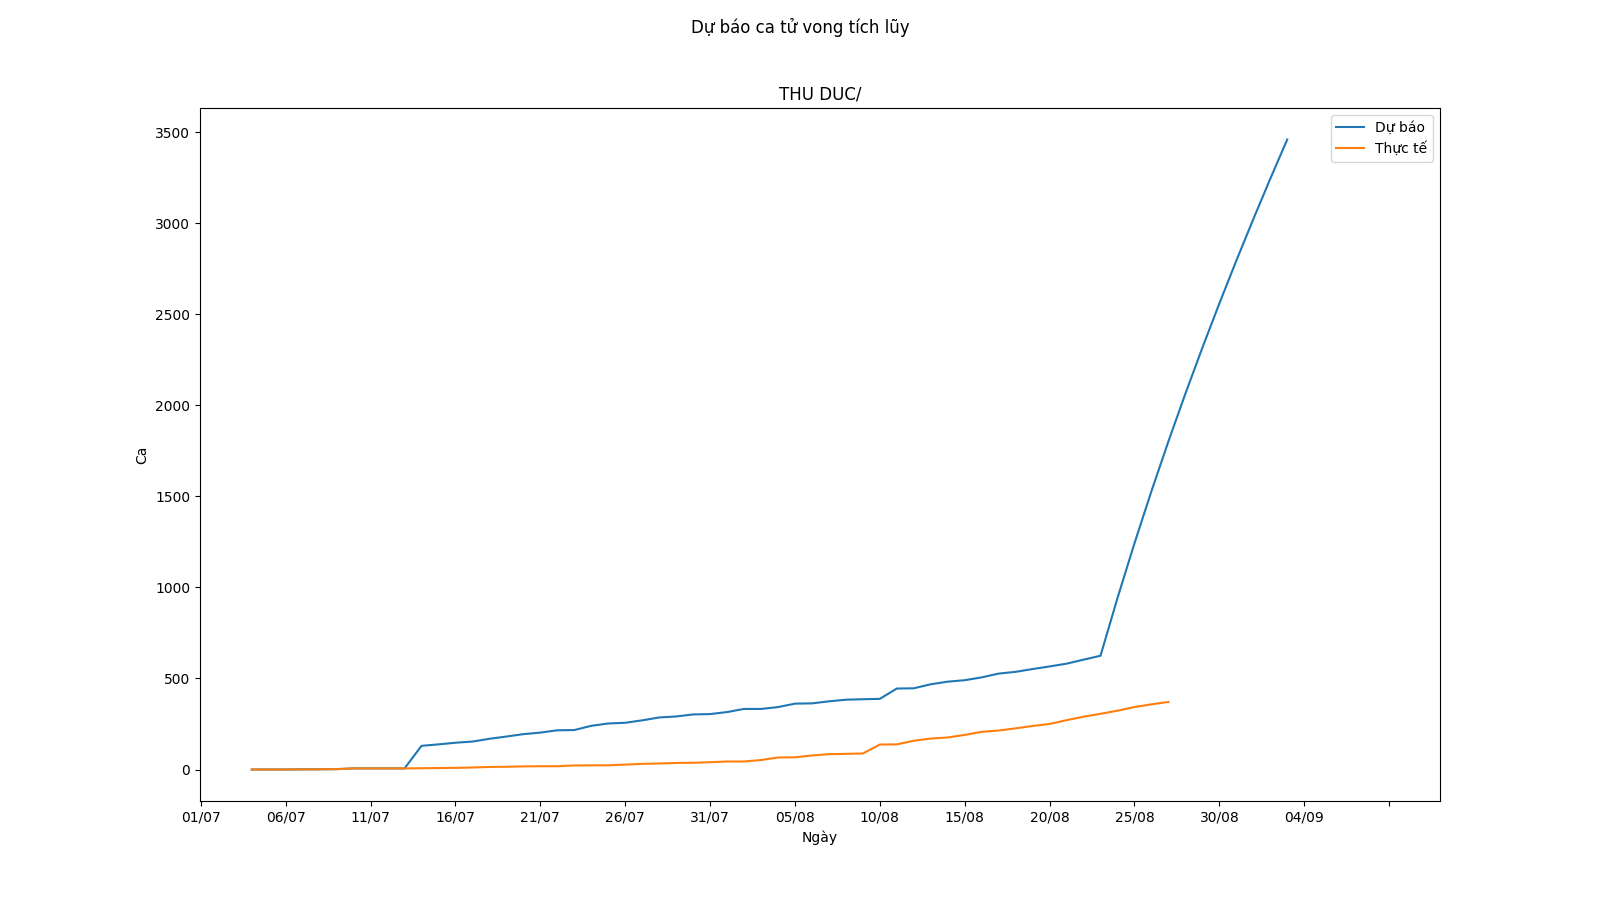 Dự báo ca tử vong tích lũy
THU DUC/
Dự báo
Thực tế
3500
3000
2500
2000
1500
1000
500
0
Ca
01/07 06/07 11/07 16/07 21/07 26/07 31/07 05/08 10/08 15/08 20/08 25/08 30/08 04/09
Ngày